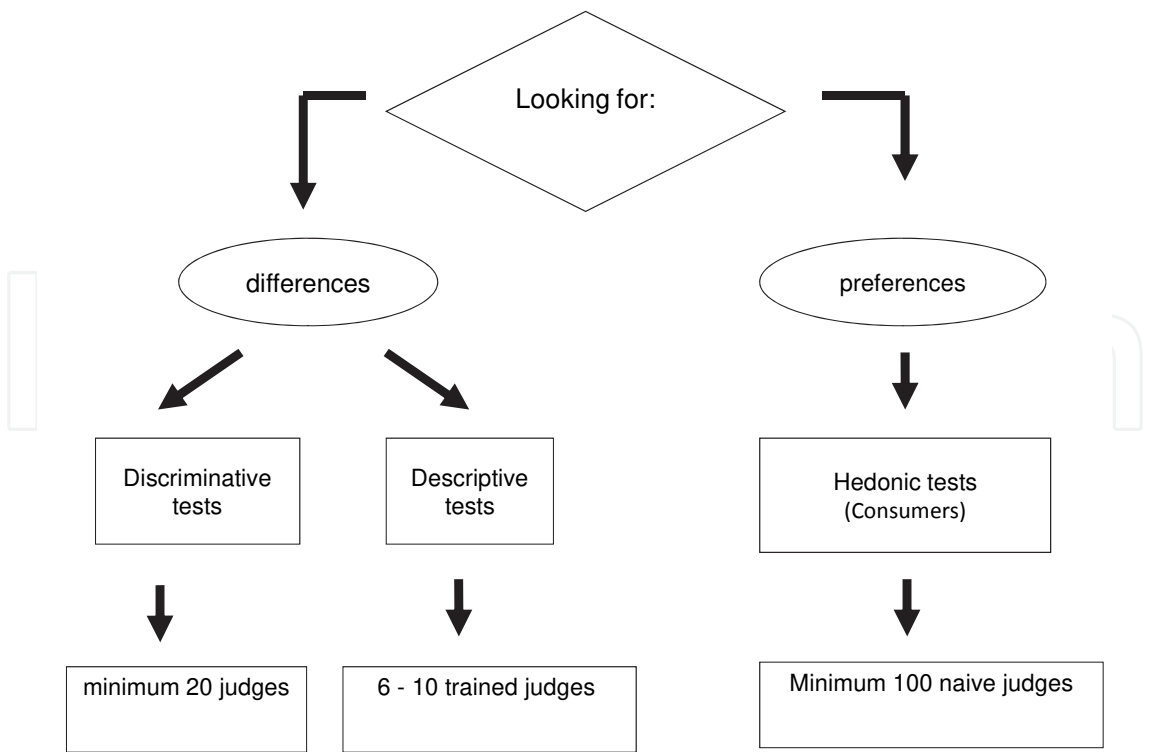 Looking for:
differences
preferences
Discriminative
tests
Descriptive
tests
Hedonic tests
(Consumers)
minimum 20 judges
6 - 10 trained judges
Minimum 100 naive judges